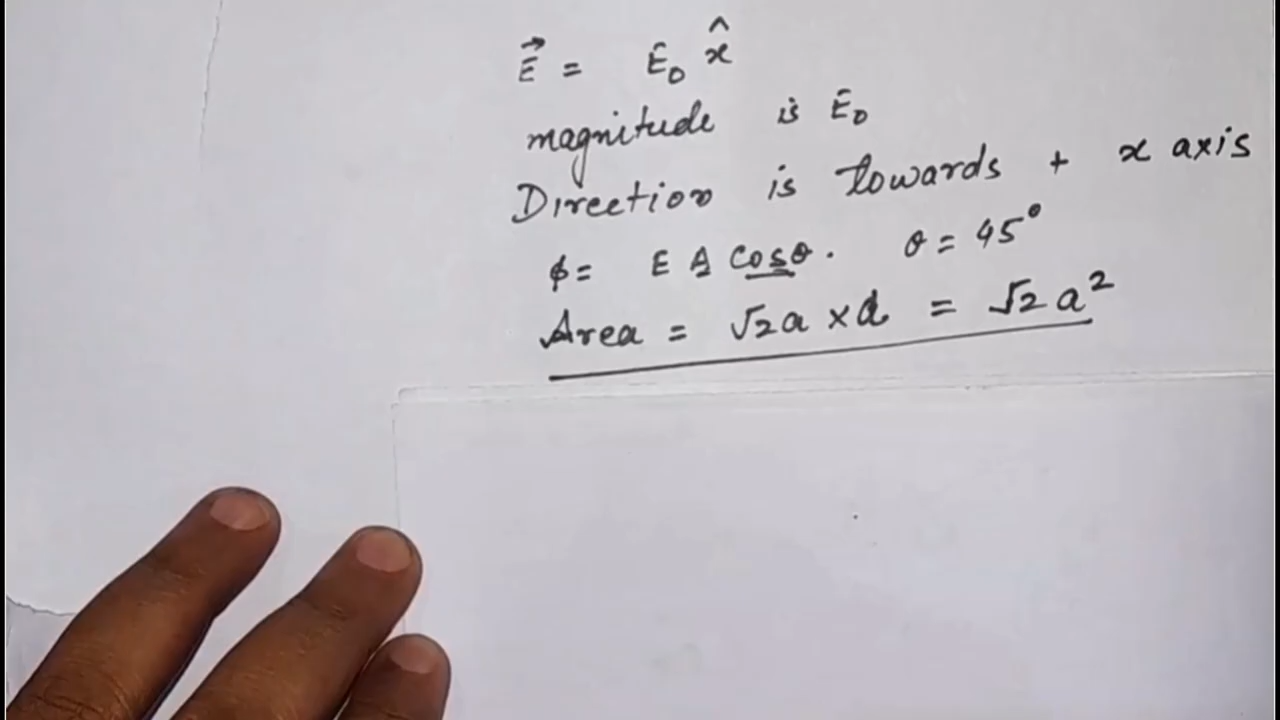 E⃗ = E₀ x̂
magnitude is E₀
Direction is towards + x axis
ϕ = E A cosθ. θ = 45°
Area = √2a × a = √2 a²